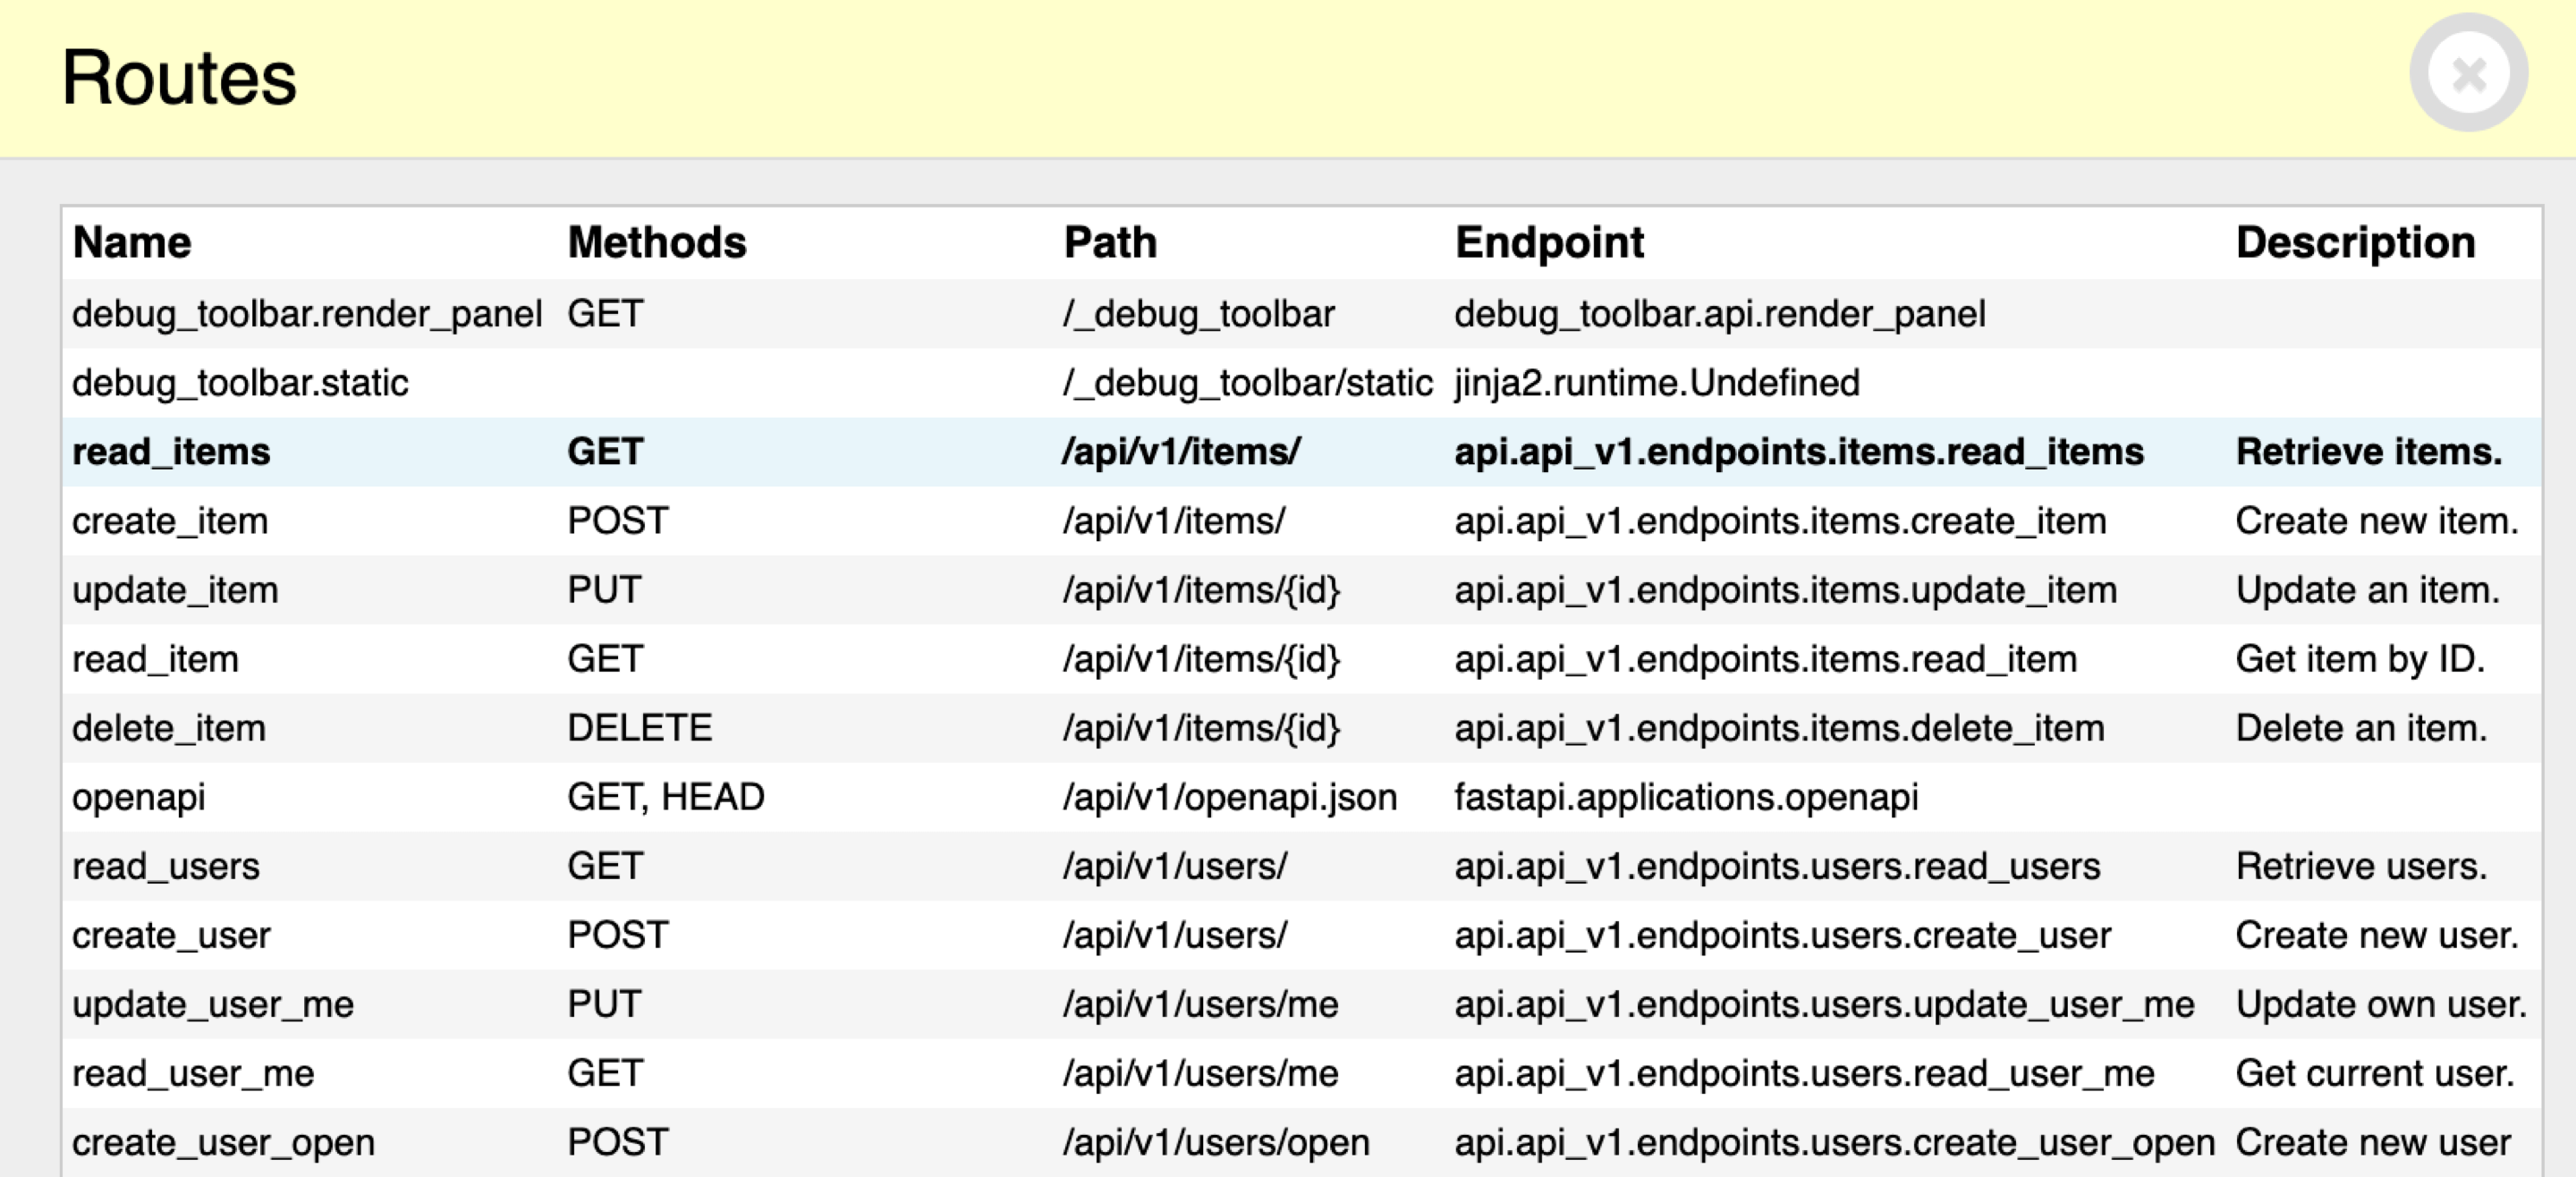 Routes
Name Methods Path Endpoint Description
debug_toolbar.render_panel GET /_debug_toolbar debug_toolbar.api.render_panel
debug_toolbar.static /_debug_toolbar/static jinja2.runtime.Undefined
read_items GET /api/v1/items/ api.api_v1.endpoints.items.read_items Retrieve items.
create_item POST /api/v1/items/ api.api_v1.endpoints.items.create_item Create new item.
update_item PUT /api/v1/items/{id} api.api_v1.endpoints.items.update_item Update an item.
read_item GET /api/v1/items/{id} api.api_v1.endpoints.items.read_item Get item by ID.
delete_item DELETE /api/v1/items/{id} api.api_v1.endpoints.items.delete_item Delete an item.
openapi GET, HEAD /api/v1/openapi.json fastapi.applications.openapi
read_users GET /api/v1/users/ api.api_v1.endpoints.users.read_users Retrieve users.
create_user POST /api/v1/users/ api.api_v1.endpoints.users.create_user Create new user.
update_user_me PUT /api/v1/users/me api.api_v1.endpoints.users.update_user_me Update own user.
read_user_me GET /api/v1/users/me api.api_v1.endpoints.users.read_user_me Get current user.
create_user_open POST /api/v1/users/open api.api_v1.endpoints.users.create_user_open Create new user